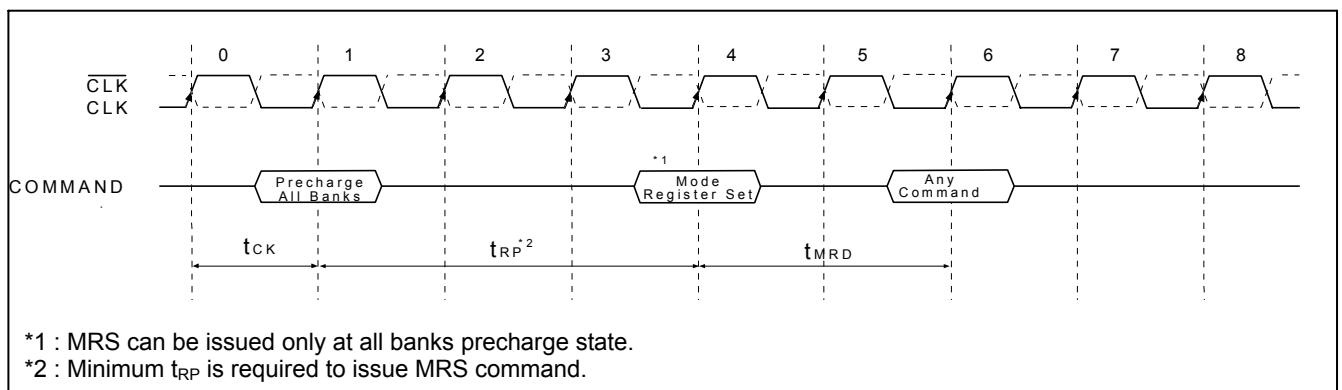 0 1 2 3 4 5 6 7 8
CLK
CLK
*1
COMMAND
Precharge
All Banks
Mode
Register Set
Any
Command
tCK
tRP*2
tMRD
*1 : MRS can be issued only at all banks precharge state.
*2 : Minimum tRP is required to issue MRS command.